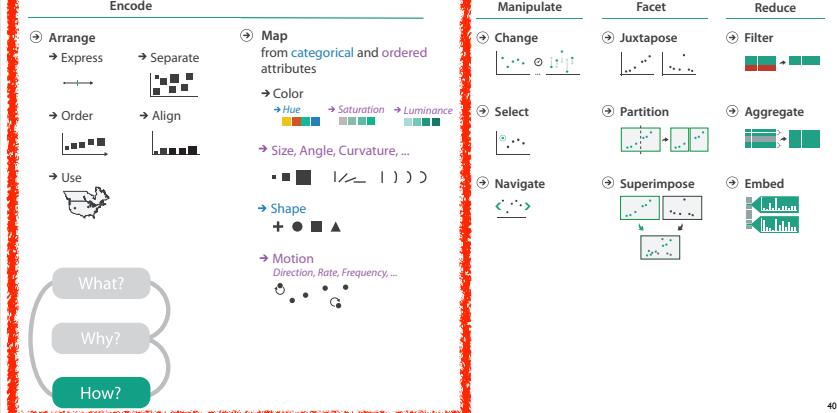 Encode
Manipulate
Facet
Reduce
Arrange
Express
Separate
Order
Align
Use
Map
from categorical and ordered
attributes
Color
Hue
Saturation
Luminance
Size, Angle, Curvature, ...
Shape
Motion
Direction, Rate, Frequency, ...
What?
Why?
How?
Change
...
Select
Navigate
Juxtapose
Partition
Superimpose
Filter
Aggregate
Embed
40